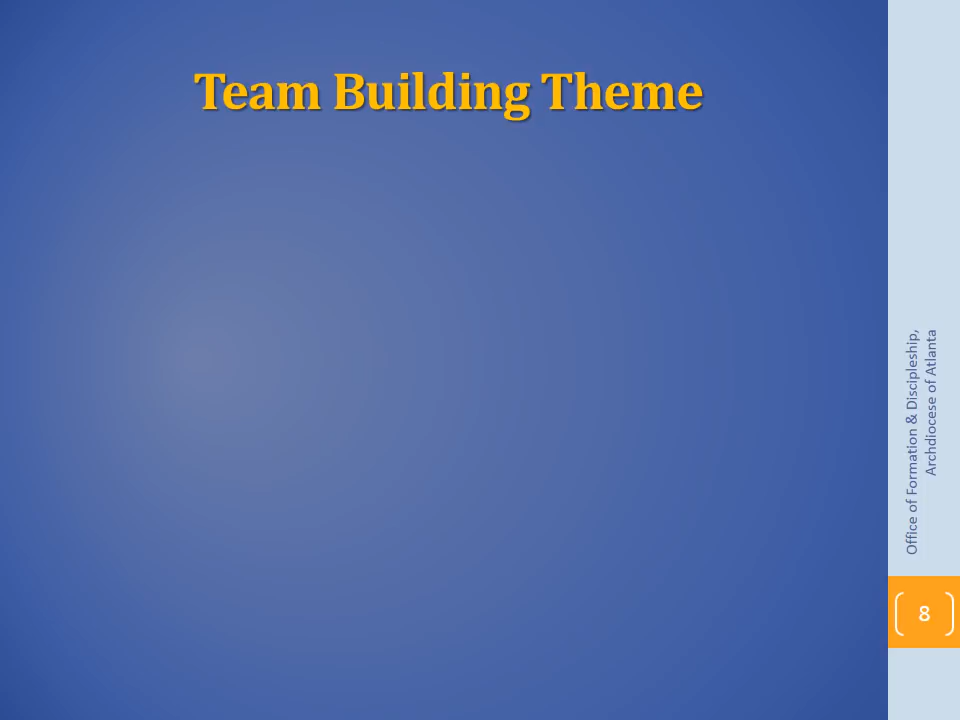 Team Building Theme
Office of Formation & Discipleship,
Archdiocese of Atlanta
8